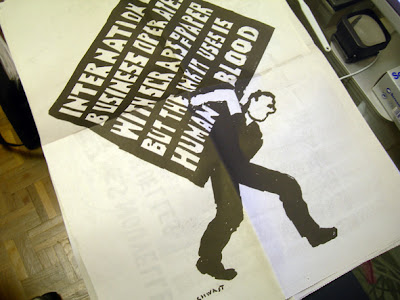 INTERNATION
BUSINESS OPERATES
WITH SCRAPS OF PAPER
BUT THE INK IT USES IS
HUMAN BLOOD